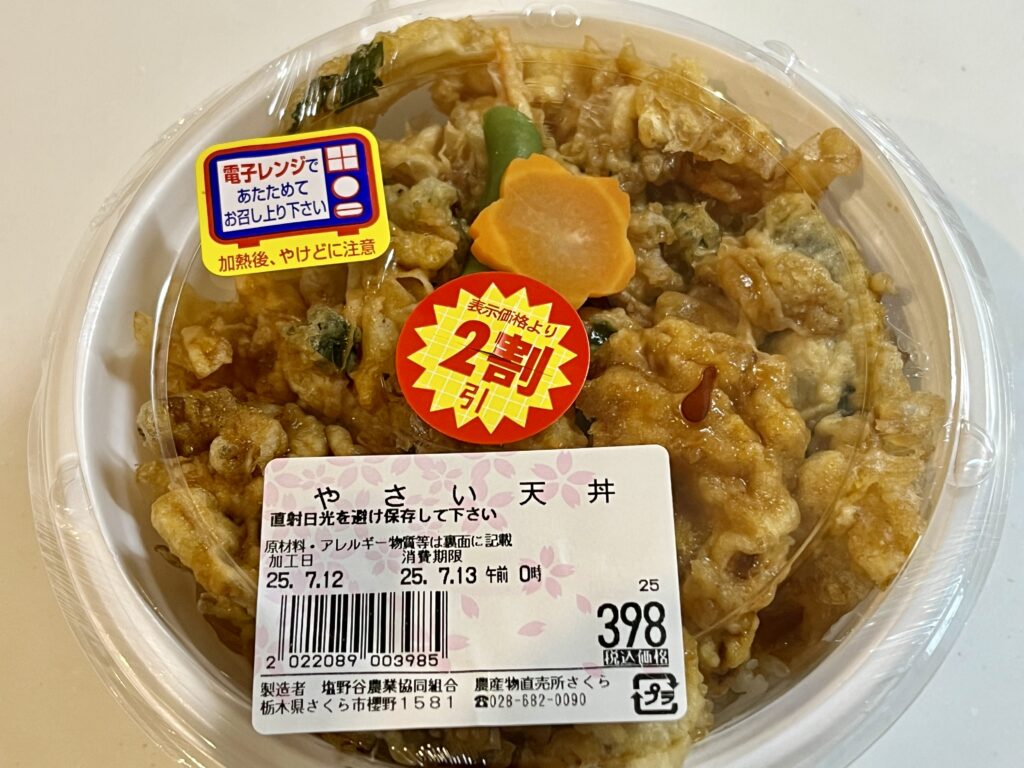 電子レンジで
あたためて
お召し上り下さい
加熱後、やけどに注意
表示価格より
2割
引
やさい天丼
直射日光を避け保存して下さい
原材料・アレルギー物質等は裏面に記載
加工日 消費期限
25. 7.12 25. 7.13 午前 0時
25
398
税込価格
2 022089 003985
製造者 塩野谷農業協同組合 農産物直売所さくら
栃木県さくら市櫻野1581 ☎028-682-0090
プラ